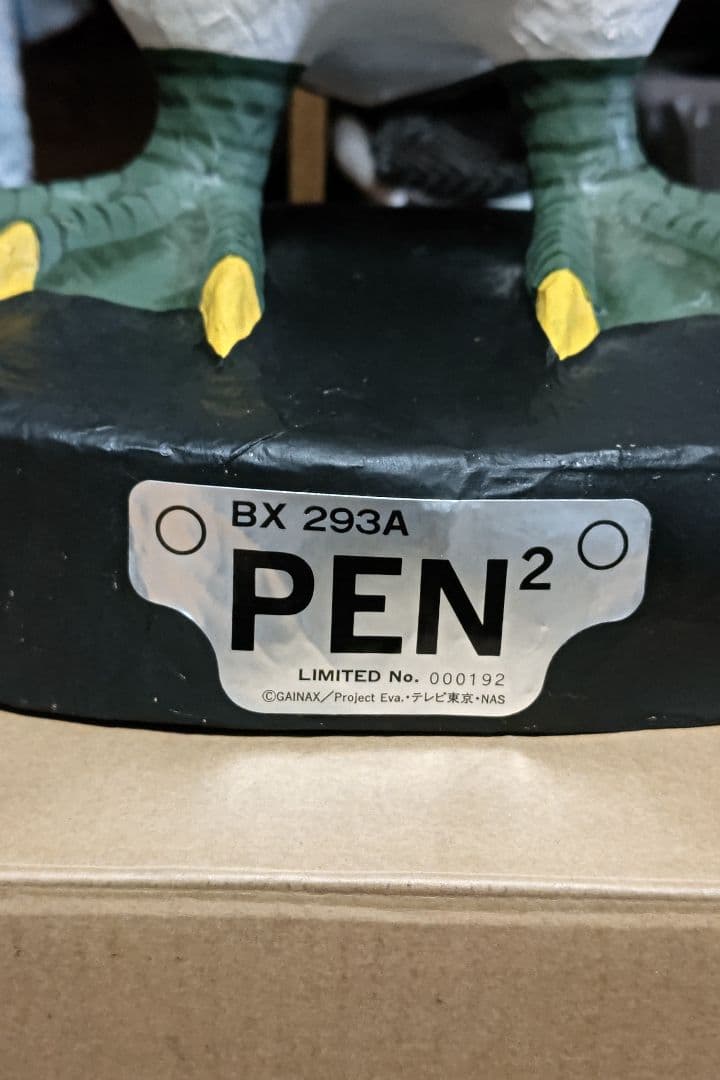 BX 293A
PEN²
LIMITED No. 000192
©GAINAX／Project Eva.・テレビ東京・NAS